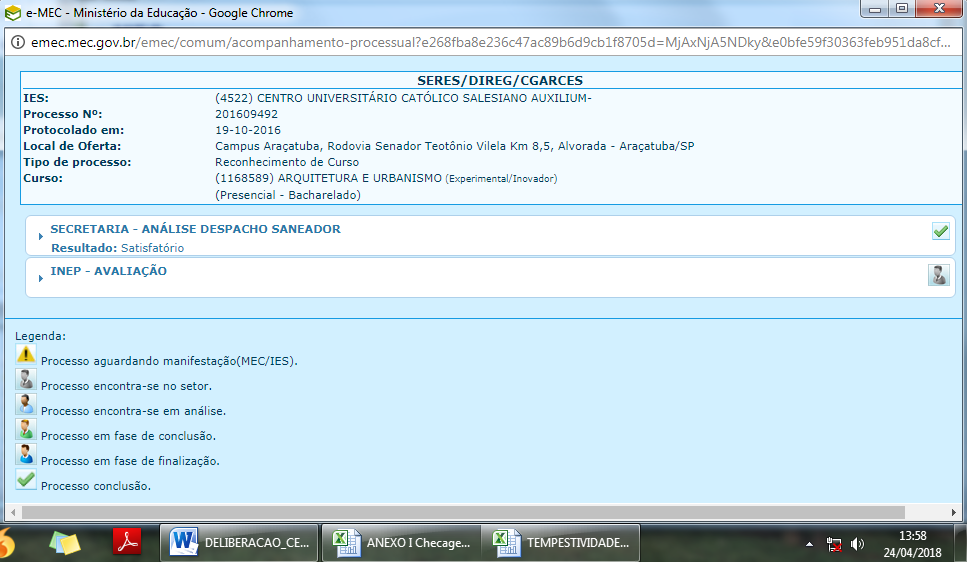 e-MEC - Ministério da Educação - Google Chrome
emec.mec.gov.br/emec/comum/acompanhamento-processual?e268fba8e236c47ac89b6d9cb1f8705d=MjAxNjA5NDky&e0bfe59f30363feb951da8cf...
SERES/DIREG/CGARCES
IES: (4522) CENTRO UNIVERSITÁRIO CATÓLICO SALESIANO AUXILIUM-
Processo Nº: 201609492
Protocolado em: 19-10-2016
Local de Oferta: Campus Araçatuba, Rodovia Senador Teotônio Vilela Km 8,5, Alvorada - Araçatuba/SP
Tipo de processo: Reconhecimento de Curso
Curso: (1168589) ARQUITETURA E URBANISMO (Experimental/Inovador)
(Presencial - Bacharelado)
SECRETARIA - ANÁLISE DESPACHO SANEADOR
Resultado: Satisfatório
INEP - AVALIAÇÃO
Legenda:
Processo aguardando manifestação(MEC/IES).
Processo encontra-se no setor.
Processo encontra-se em análise.
Processo em fase de conclusão.
Processo em fase de finalização.
Processo conclusão.
DELIBERACAO_CE...
ANEXO I Checage...
TEMPESTIVIDADE...
13:58
24/04/2018